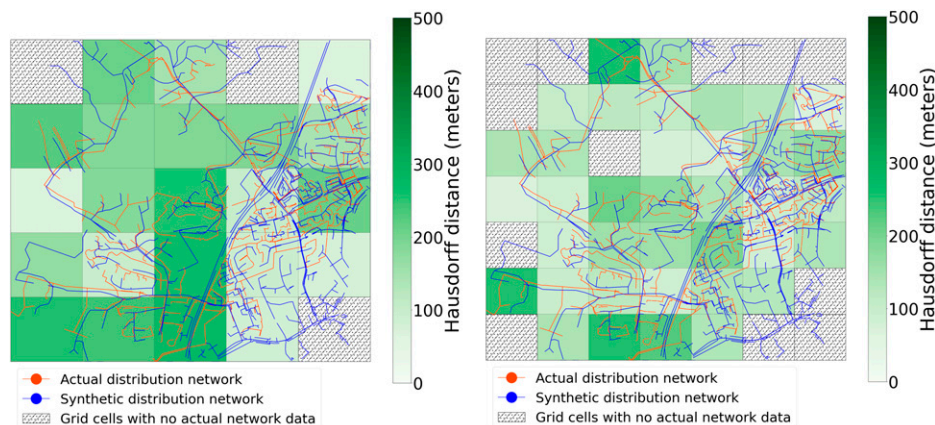 500
400
300
200
100
0
Hausdorff distance (meters)
Actual distribution network
Synthetic distribution network
Grid cells with no actual network data
500
400
300
200
100
0
Hausdorff distance (meters)
Actual distribution network
Synthetic distribution network
Grid cells with no actual network data